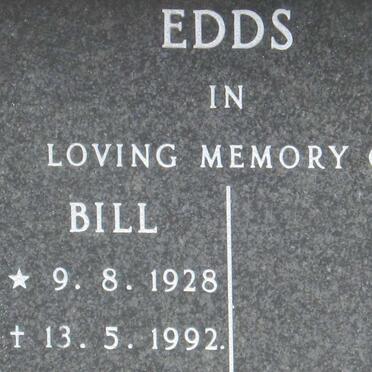 EDDS
IN
LOVING MEMORY
BILL
★ 9. 8. 1928
† 13. 5. 1992.